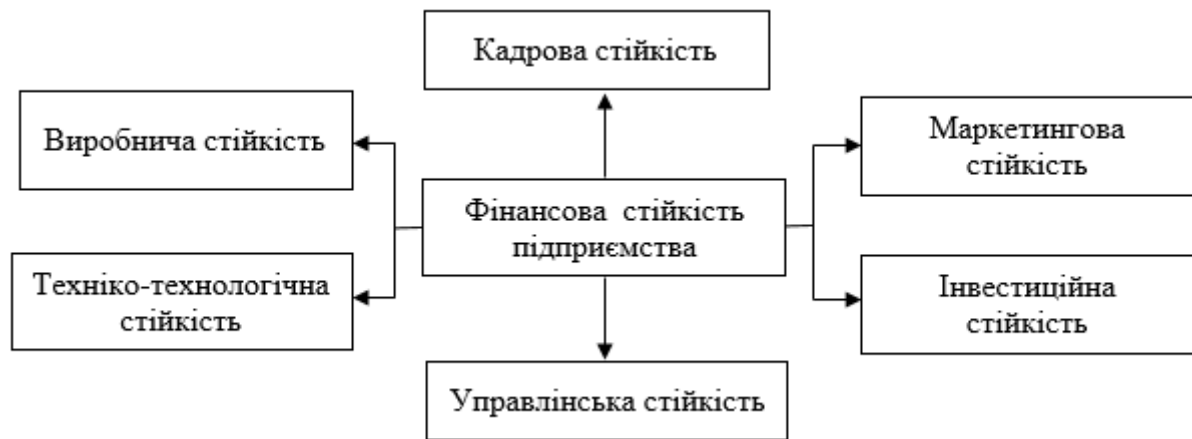 Кадрова стійкість
Виробнича стійкість
Маркетингова
стійкість
Фінансова стійкість
підприємства
Техніко-технологічна
стійкість
Інвестиційна
стійкість
Управлінська стійкість